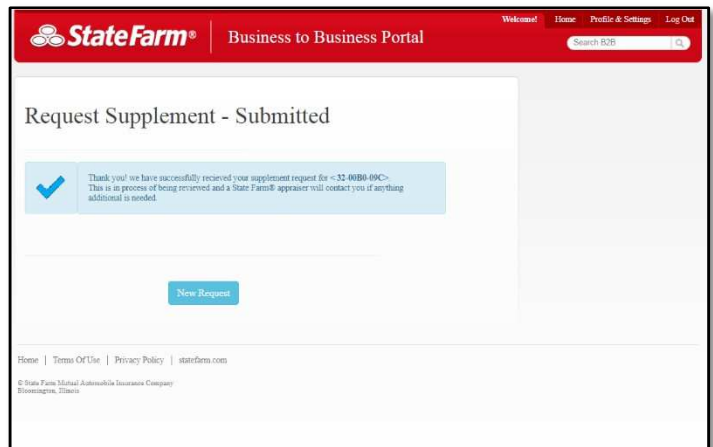 Welcome! Home Profile & Settings Log Out
StateFarm® Business to Business Portal
Search B2B
Request Supplement - Submitted
Thank you! we have successfully recieved your supplement request for <32-00B0-09C>.
This is in process of being reviewed and a State Farm® appraiser will contact you if anything
additional is needed.
New Request
Home | Terms Of Use | Privacy Policy | statefarm.com
© State Farm Mutual Automobile Insurance Company
Bloomington, Illinois